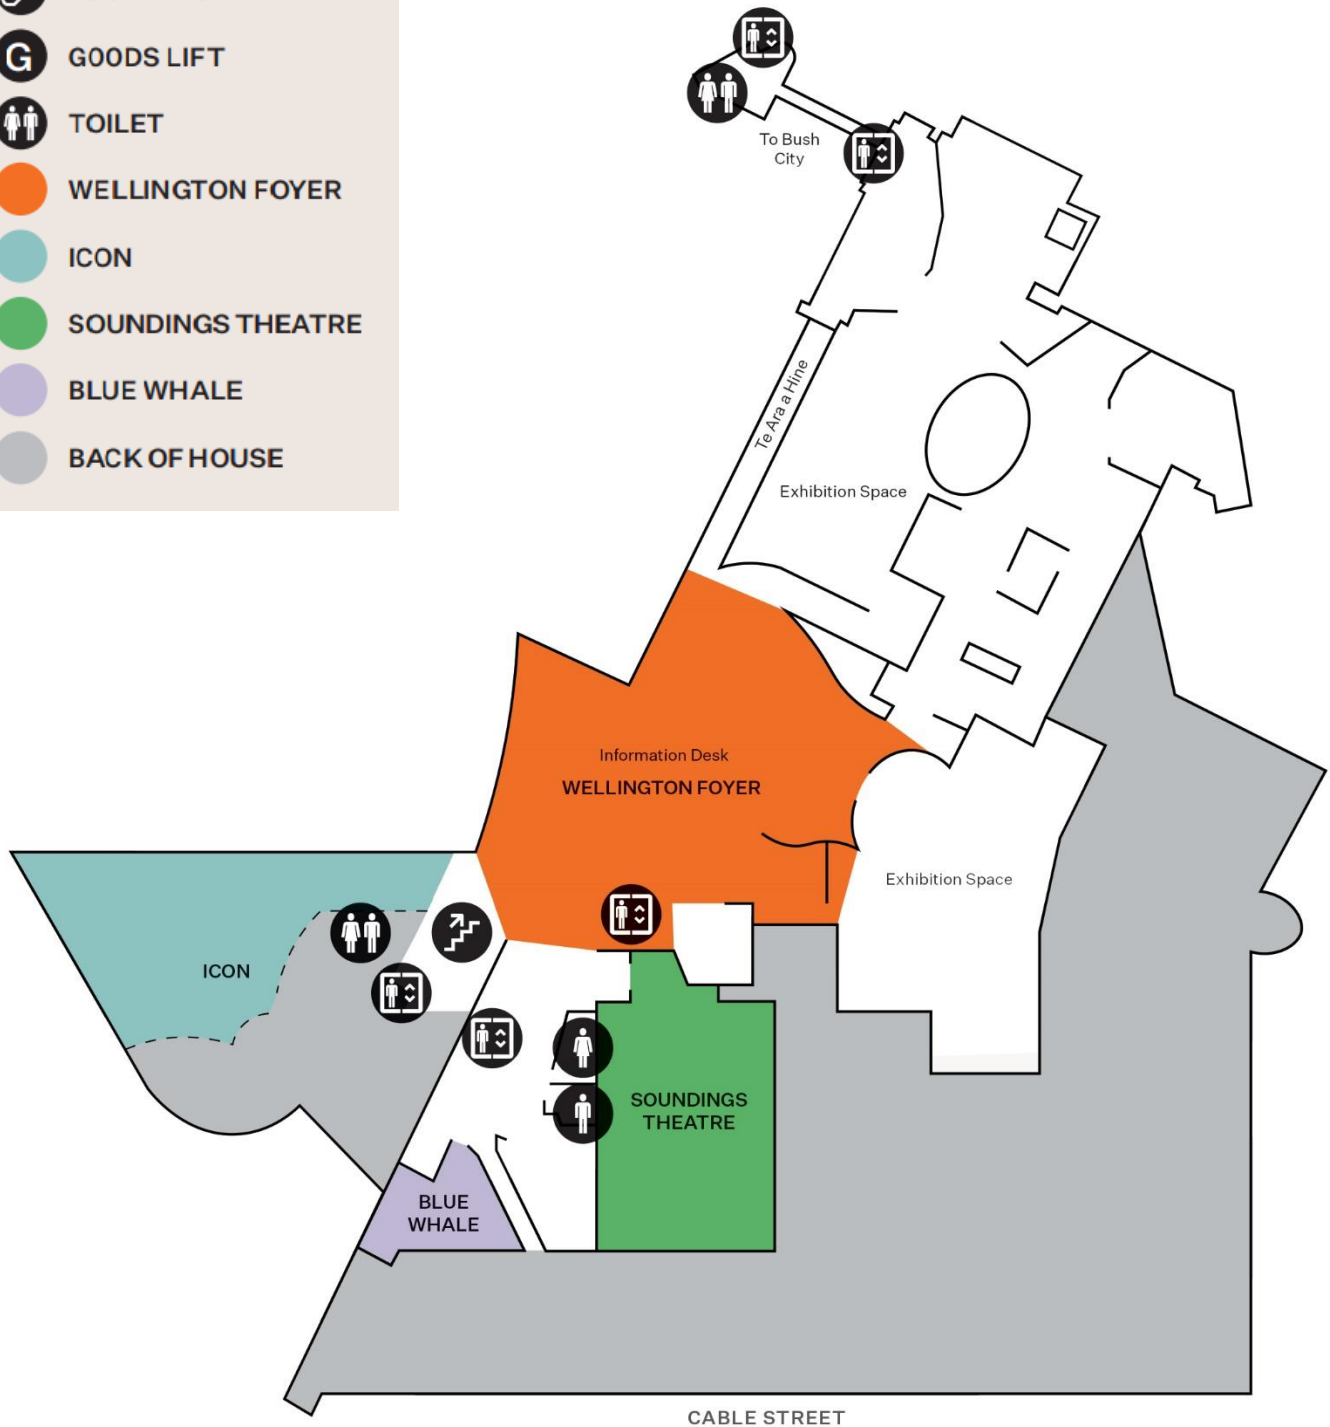 G GOODS LIFT
TOILET
WELLINGTON FOYER
ICON
SOUNDINGS THEATRE
BLUE WHALE
BACK OF HOUSE
To Bush
City
Te Ara a Hine
Exhibition Space
Information Desk
WELLINGTON FOYER
Exhibition Space
ICON
SOUNDINGS
THEATRE
BLUE
WHALE
CABLE STREET